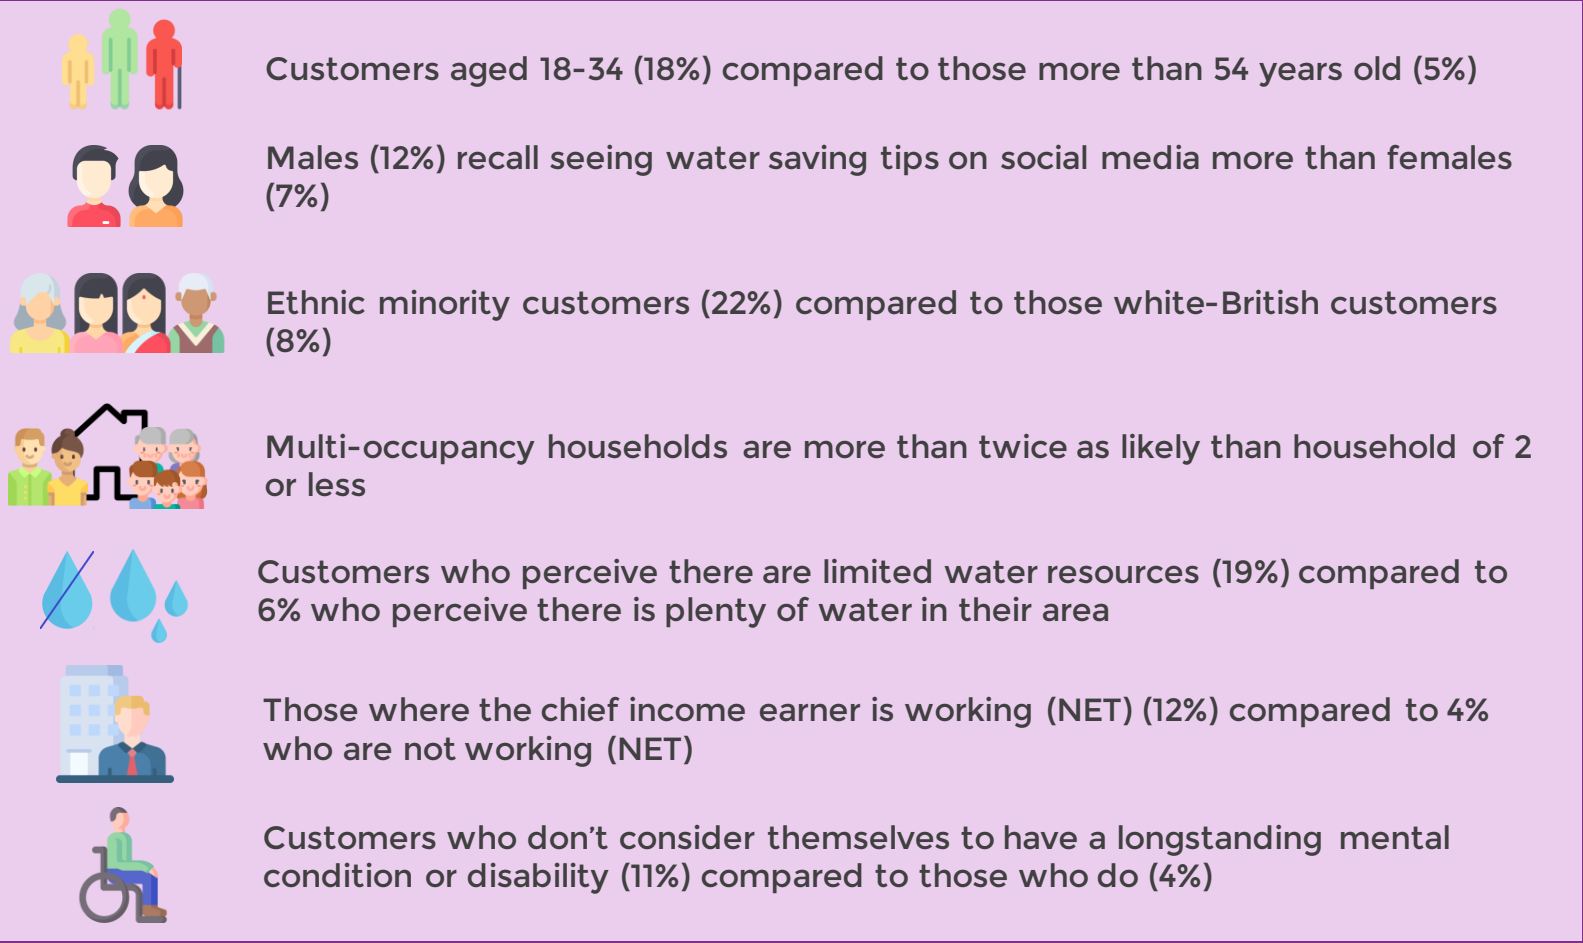 Customers aged 18-34 (18%) compared to those more than 54 years old (5%)
Males (12%) recall seeing water saving tips on social media more than females
(7%)
Ethnic minority customers (22%) compared to those white-British customers
(8%)
Multi-occupancy households are more than twice as likely than household of 2
or less
Customers who perceive there are limited water resources (19%) compared to
6% who perceive there is plenty of water in their area
Those where the chief income earner is working (NET) (12%) compared to 4%
who are not working (NET)
Customers who don’t consider themselves to have a longstanding mental
condition or disability (11%) compared to those who do (4%)